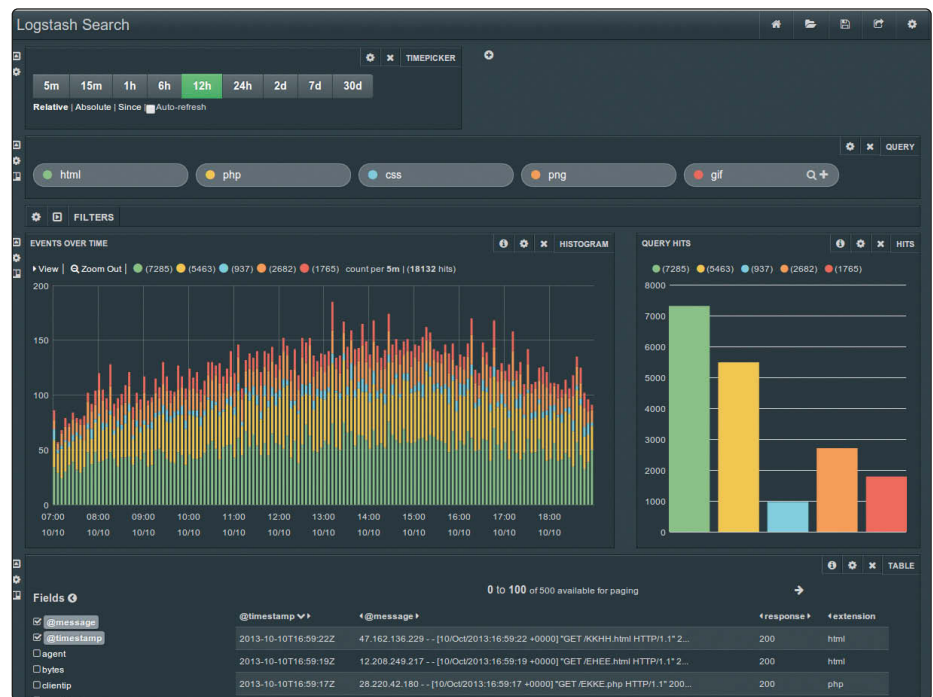 Logstash Search
TIMEPICKER
5m 15m 1h 6h 12h 24h 2d 7d 30d
Relative | Absolute | Since | Auto-refresh
QUERY
html php css png gif
FILTERS
EVENTS OVER TIME HISTOGRAM
View | Zoom Out | (7285) (5463) (937) (2682) (1765) count per 5m | (18132 hits)
200
150
100
50
0
07:00 08:00 09:00 10:00 11:00 12:00 13:00 14:00 15:00 16:00 17:00 18:00
10/10 10/10 10/10 10/10 10/10 10/10 10/10 10/10 10/10 10/10 10/10 10/10
QUERY HITS HITS
(7285) (5463) (937) (2682) (1765)
8000
7000
6000
5000
4000
3000
2000
1000
0
TABLE
0 to 100 of 500 available for paging
Fields
@message
@timestamp
agent
bytes
clientip
@timestamp @message response extension
2013-10-10T16:59:22Z 47.162.136.229 - - [10/Oct/2013:16:59:22 +0000] "GET /KKHH.html HTTP/1.1" 2... 200 html
2013-10-10T16:59:19Z 12.208.249.217 - - [10/Oct/2013:16:59:19 +0000] "GET /EHEE.html HTTP/1.1" 2... 200 html
2013-10-10T16:59:17Z 28.220.42.180 - - [10/Oct/2013:16:59:17 +0000] "GET /EKKE.php HTTP/1.1" 200... 200 php